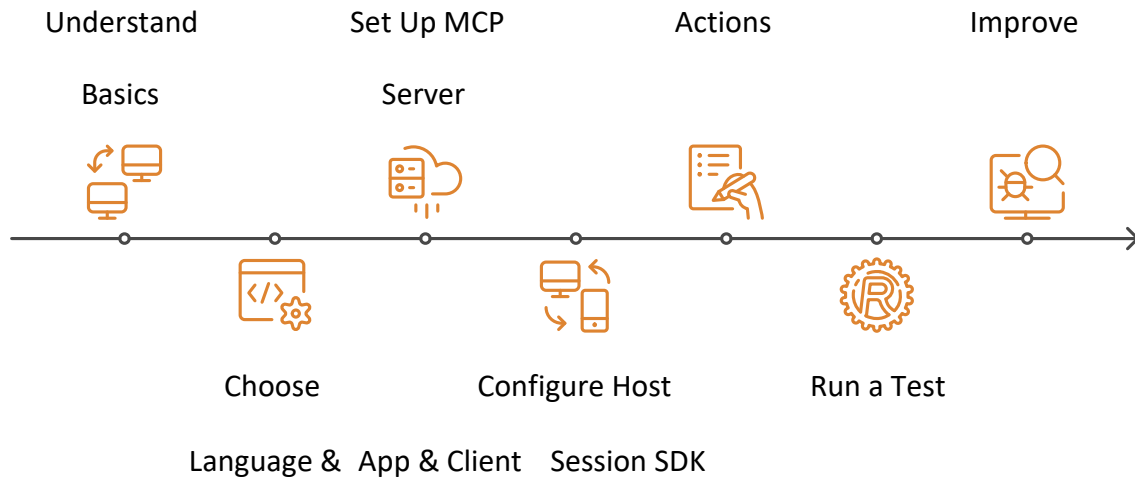 Understand Set Up MCP Actions Improve
Basics Server
</>
R
Choose Configure Host Run a Test
Language & App & Client Session SDK